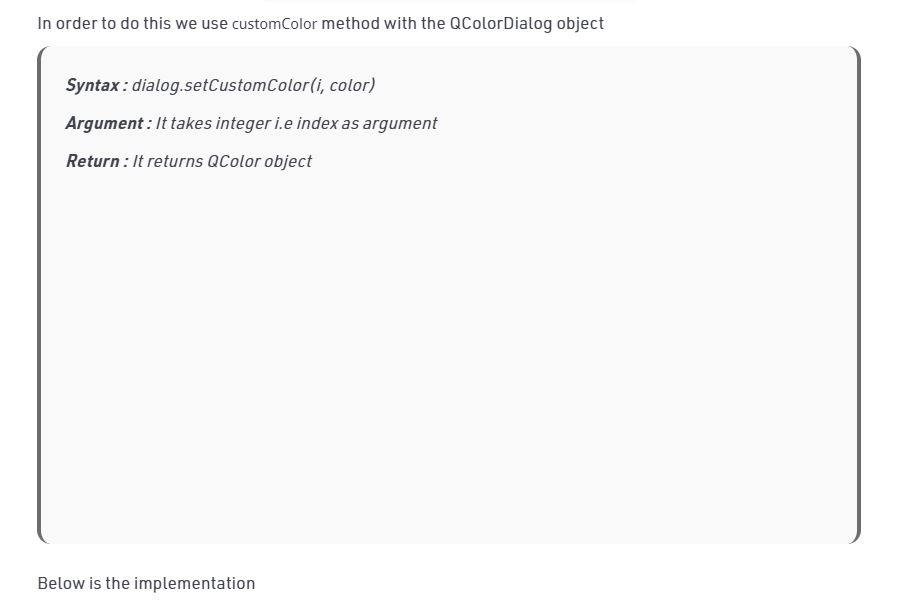 In order to do this we use customColor method with the QColorDialog object
Syntax : dialog.setCustomColor(i, color)
Argument : It takes integer i.e index as argument
Return : It returns QColor object
Below is the implementation